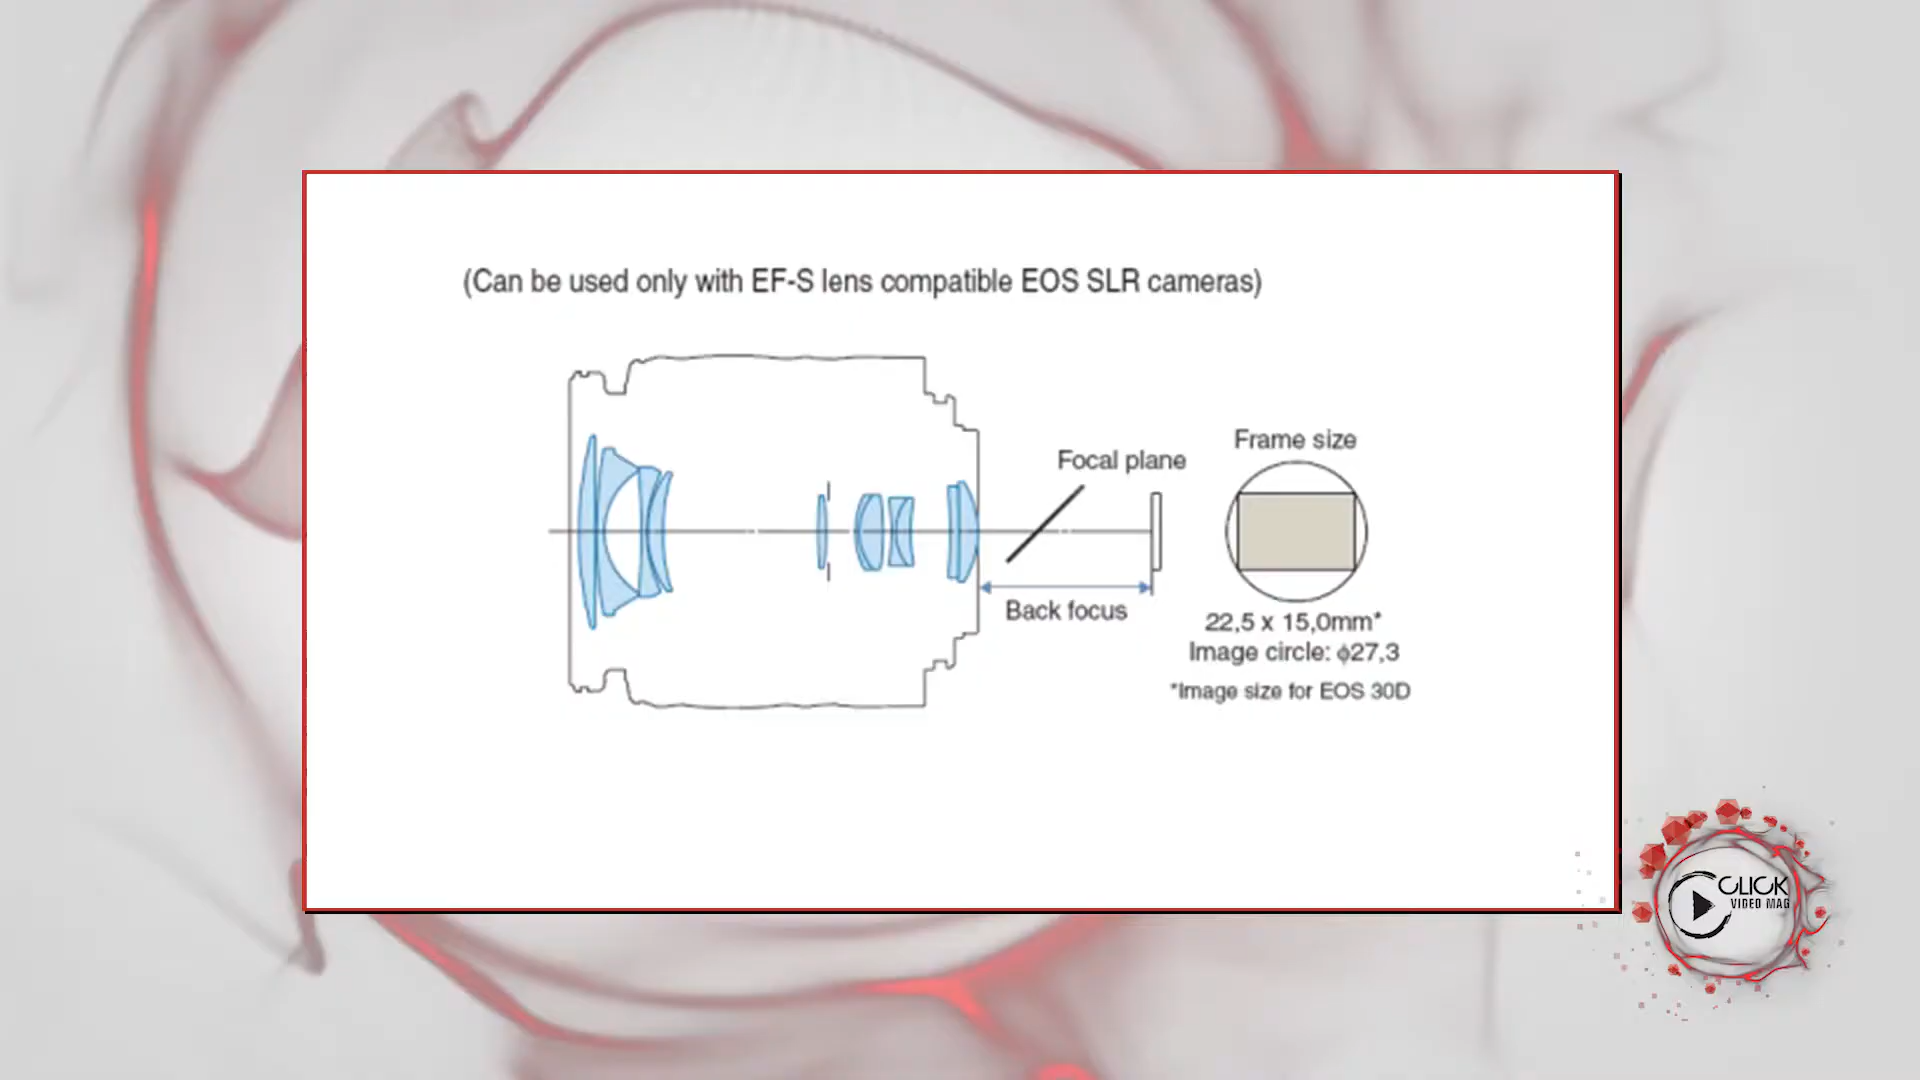 (Can be used only with EF-S lens compatible EOS SLR cameras)
Focal plane
Frame size
Back focus
22,5 x 15,0mm*
Image circle: ϕ27,3
*Image size for EOS 30D
CLICK
VIDEO MAG